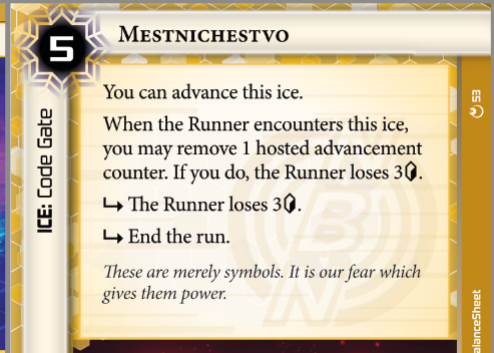 5
MESTNICHESTVO
ICE: Code Gate
You can advance this ice.
When the Runner encounters this ice,
you may remove 1 hosted advancement
counter. If you do, the Runner loses 3.
↳ The Runner loses 3.
↳ End the run.
These are merely symbols. It is our fear which
gives them power.
NBN
53
alanceSheet